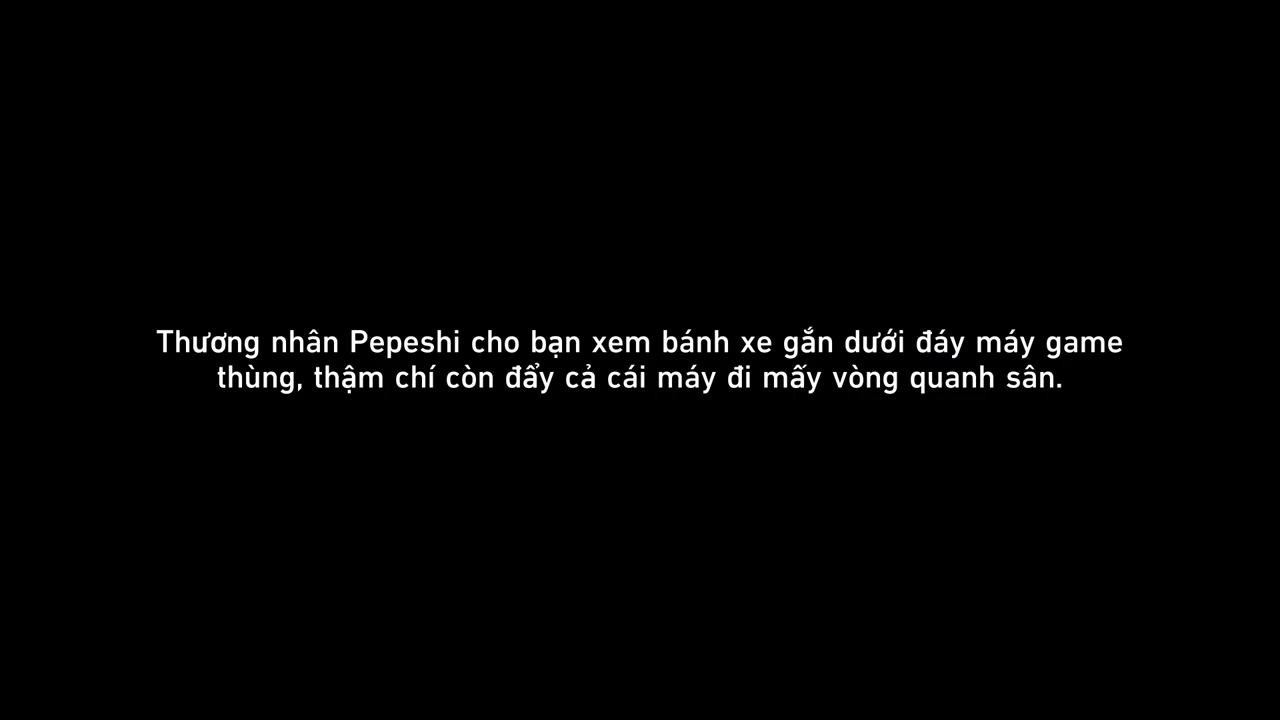 Thương nhân Pepeshi cho bạn xem bánh xe gắn dưới đáy máy game
thùng, thậm chí còn đẩy cả cái máy đi mấy vòng quanh sân.